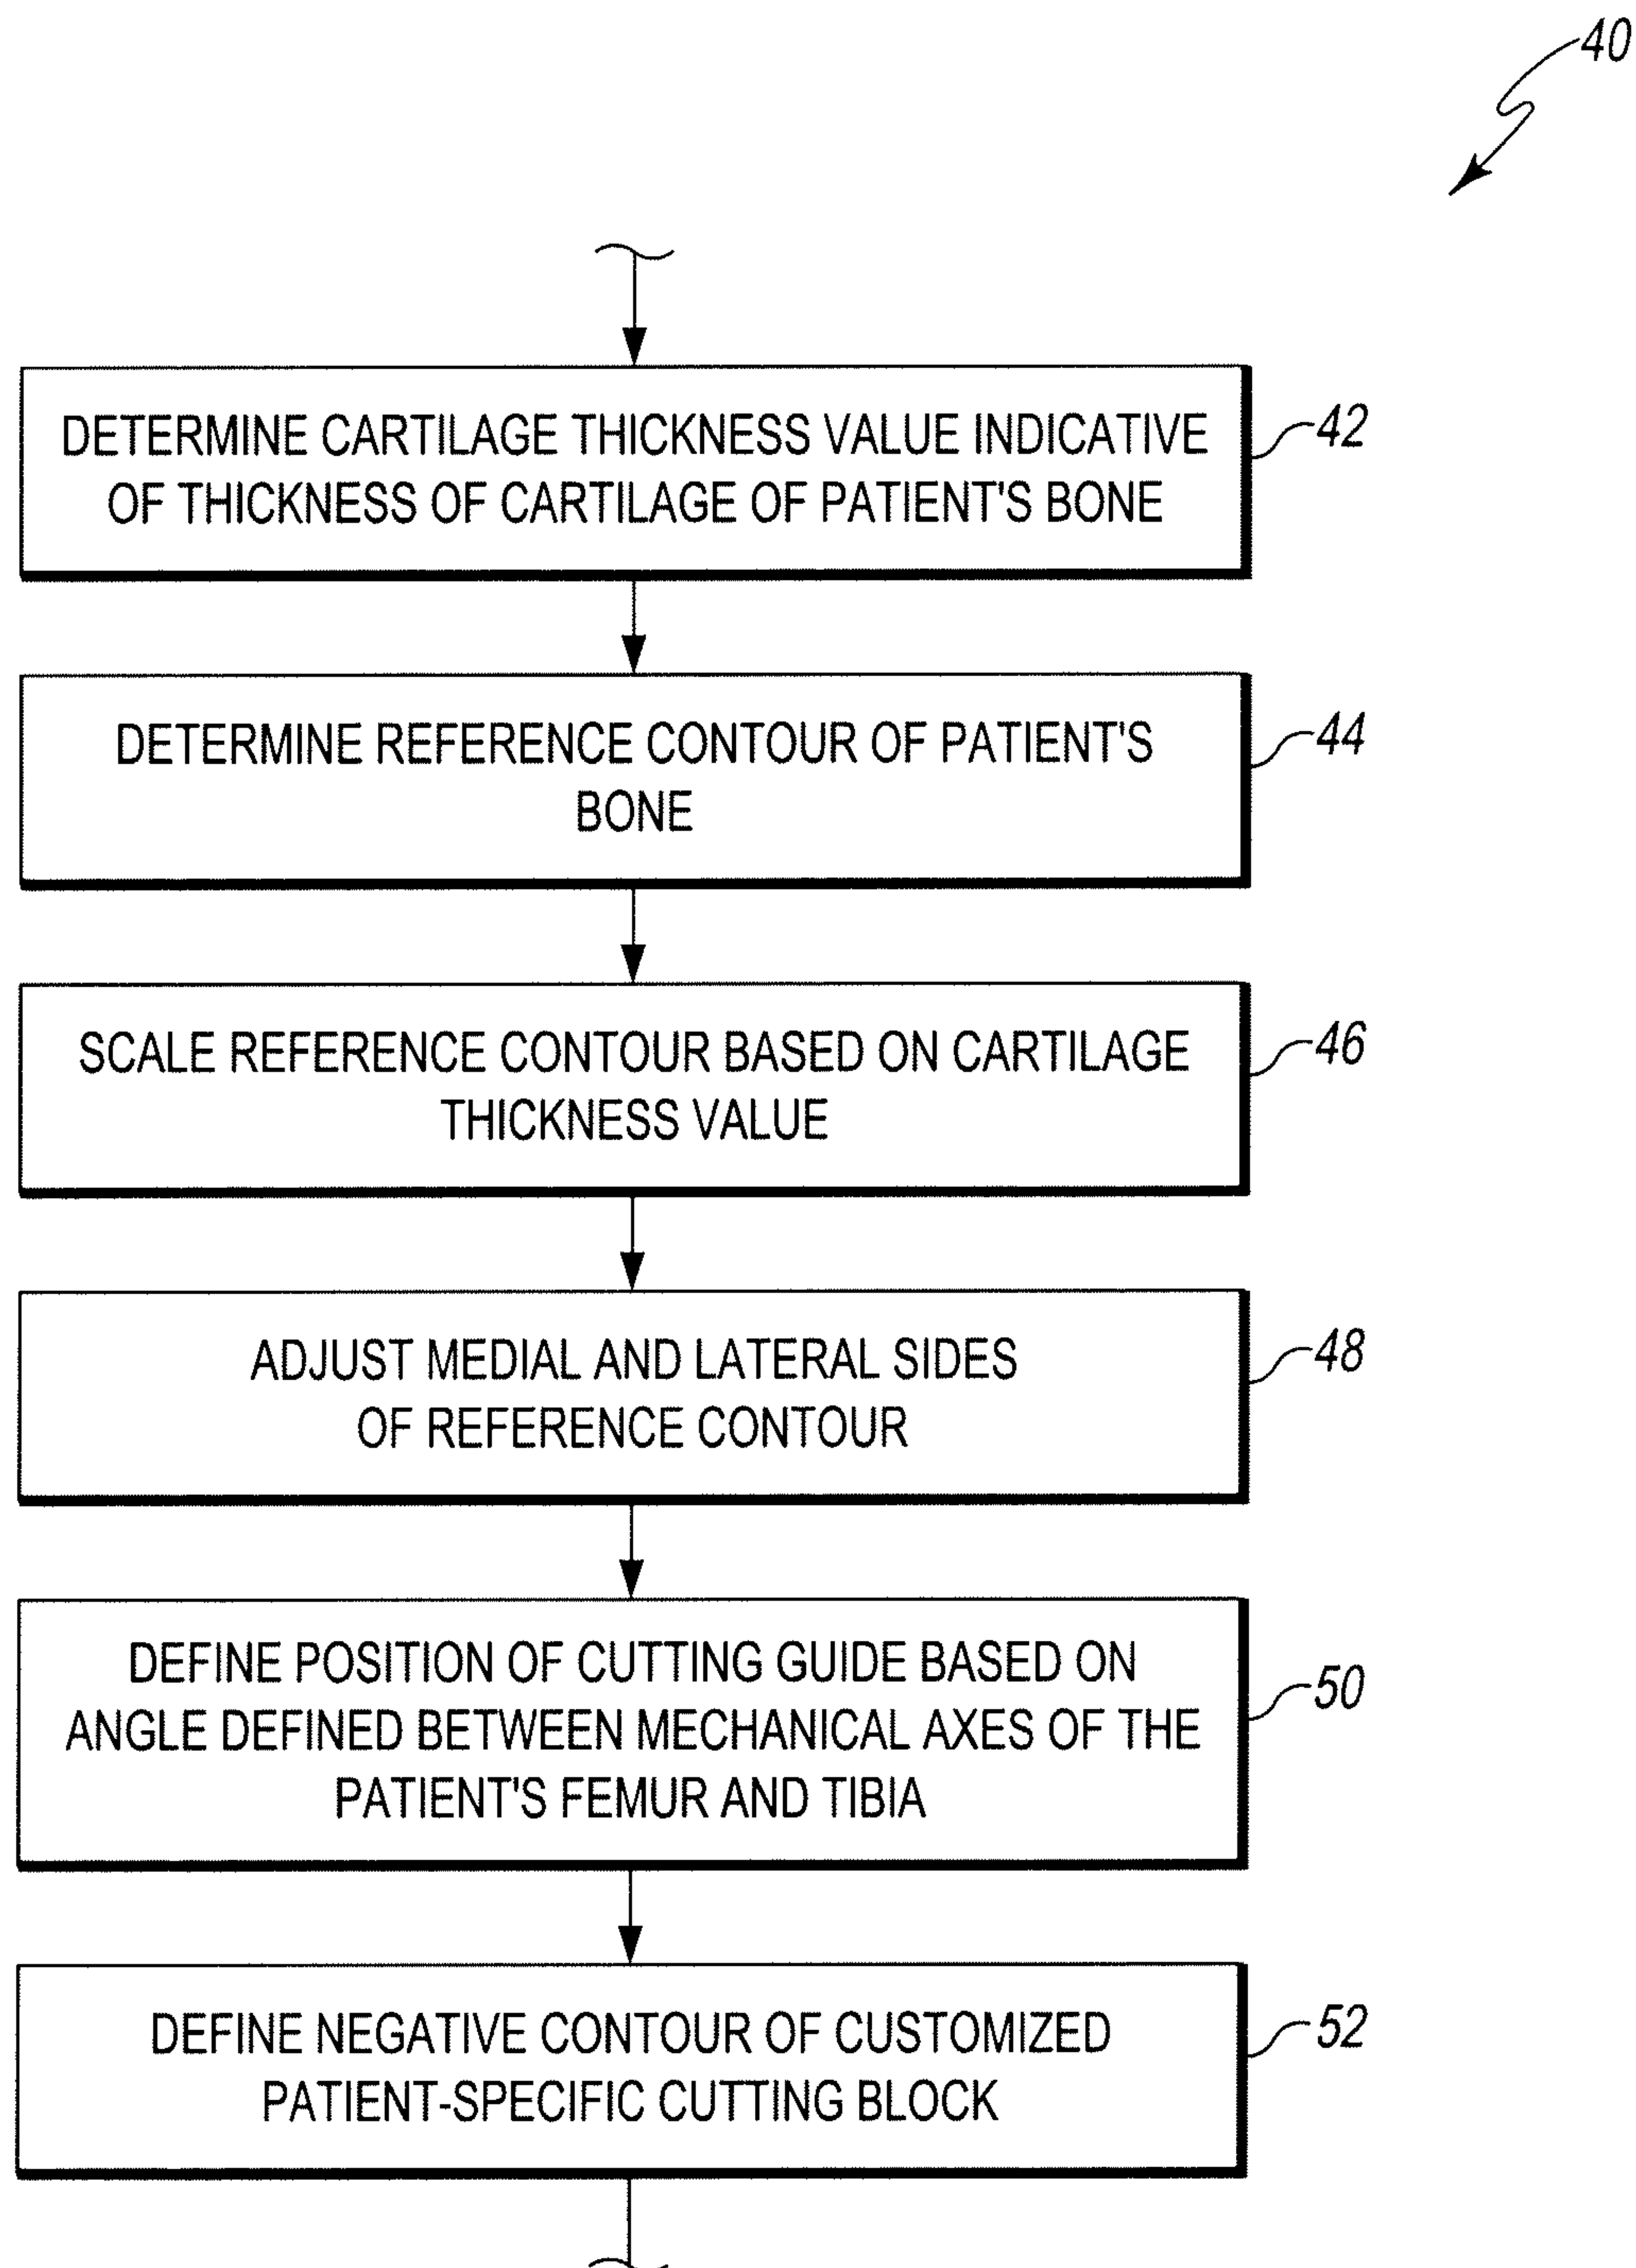 40
DETERMINE CARTILAGE THICKNESS VALUE INDICATIVE
OF THICKNESS OF CARTILAGE OF PATIENT'S BONE
42
DETERMINE REFERENCE CONTOUR OF PATIENT'S
BONE
44
SCALE REFERENCE CONTOUR BASED ON CARTILAGE
THICKNESS VALUE
46
ADJUST MEDIAL AND LATERAL SIDES
OF REFERENCE CONTOUR
48
DEFINE POSITION OF CUTTING GUIDE BASED ON
ANGLE DEFINED BETWEEN MECHANICAL AXES OF THE
PATIENT'S FEMUR AND TIBIA
50
DEFINE NEGATIVE CONTOUR OF CUSTOMIZED
PATIENT-SPECIFIC CUTTING BLOCK
52